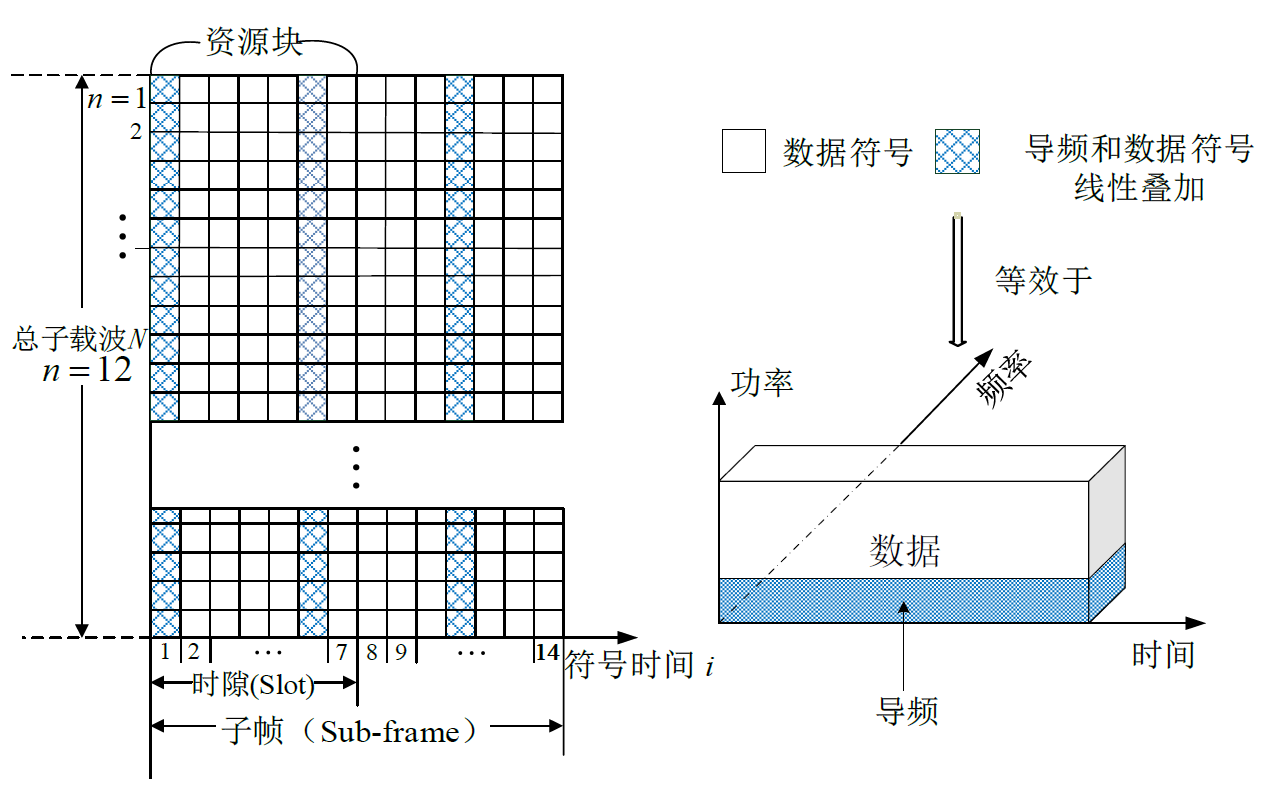 资源块
n = 1
2
⋮
总子载波N
n = 12
⋮
1 2 ⋯ 7 8 9 ⋯ 14 符号时间 i
时隙(Slot)
子帧（Sub-frame）
数据符号
导频和数据符号
线性叠加
等效于
功率
频率
数据
时间
导频